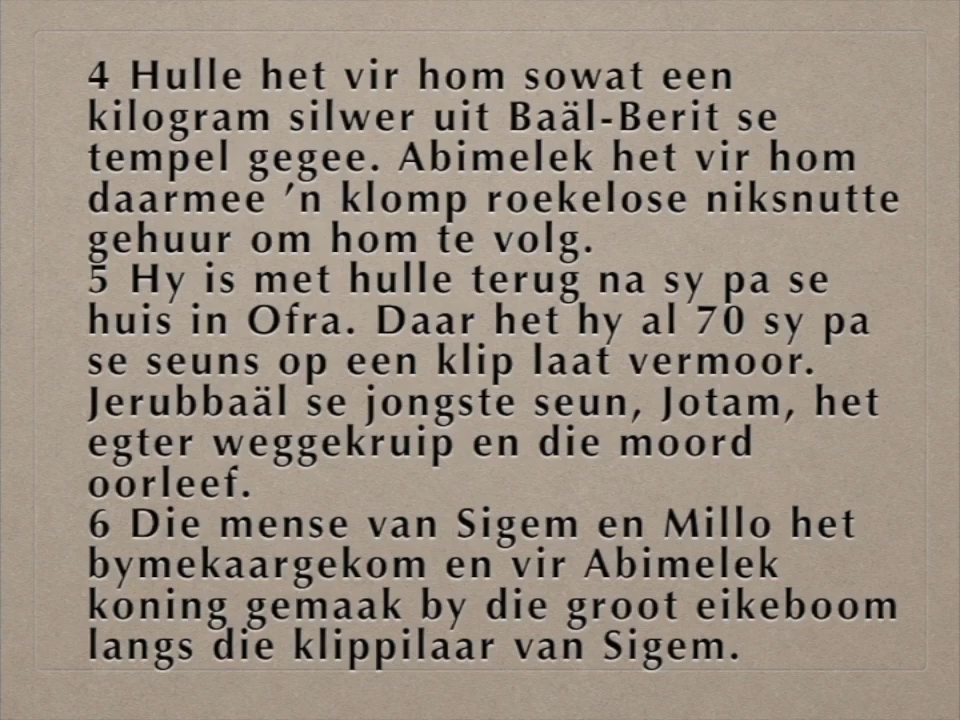 4 Hulle het vir hom sowat een
kilogram silwer uit Baäl-Berit se
tempel gegee. Abimelek het vir hom
daarmee ’n klomp roekelose niksnutte
gehuur om hom te volg.
5 Hy is met hulle terug na sy pa se
huis in Ofra. Daar het hy al 70 sy pa
se seuns op een klip laat vermoor.
Jerubbaäl se jongste seun, Jotam, het
egter weggekruip en die moord
oorleef.
6 Die mense van Sigem en Millo het
bymekaargekom en vir Abimelek
koning gemaak by die groot eikeboom
langs die klippilaar van Sigem.